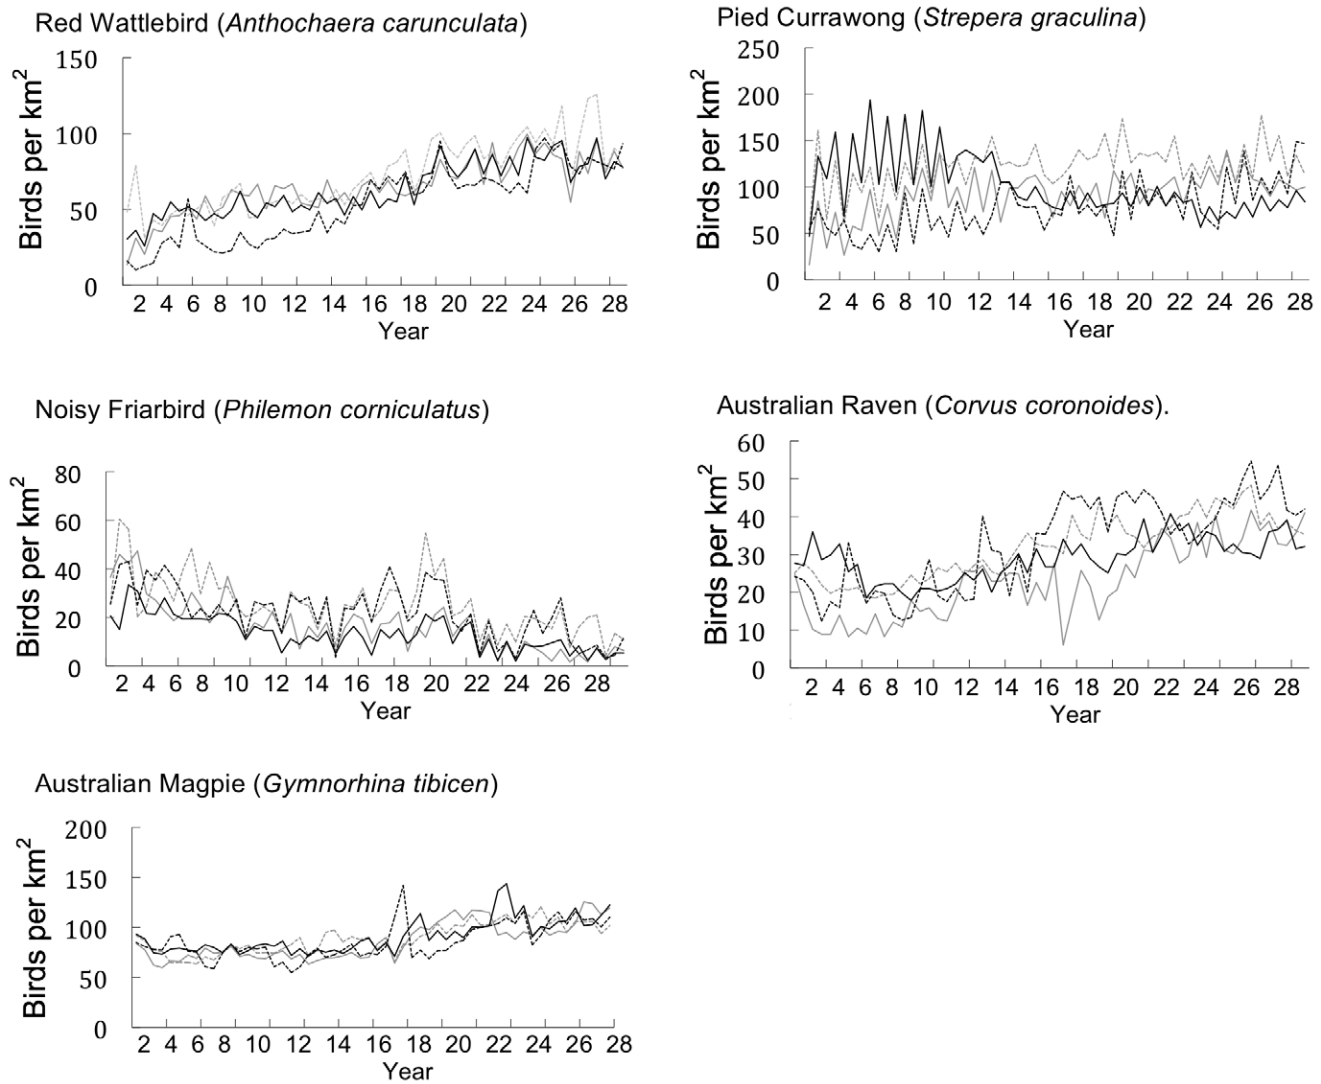 Red Wattlebird (Anthochaera carunculata)
150
100
50
0
Birds per km2
2 4 6 8 10 12 14 16 18 20 22 24 26 28
Year
Pied Currawong (Strepera graculina)
250
200
150
100
50
0
Birds per km2
2 4 6 8 10 12 14 16 18 20 22 24 26 28
Year
Noisy Friarbird (Philemon corniculatus)
80
60
40
20
0
Birds per km2
2 4 6 8 10 12 14 16 18 20 22 24 26 28
Year
Australian Raven (Corvus coronoides).
60
50
40
30
20
10
0
Birds per km2
2 4 6 8 10 12 14 16 18 20 22 24 26 28
Year
Australian Magpie (Gymnorhina tibicen)
200
150
100
50
0
Birds per km2
2 4 6 8 10 12 14 16 18 20 22 24 26 28
Year